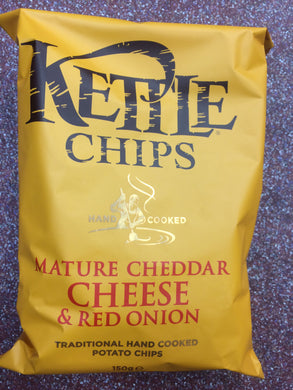 KETTLE
CHIPS
HAND COOKED
MATURE CHEDDAR
CHEESE
& RED ONION
TRADITIONAL HAND COOKED
POTATO CHIPS
150g e